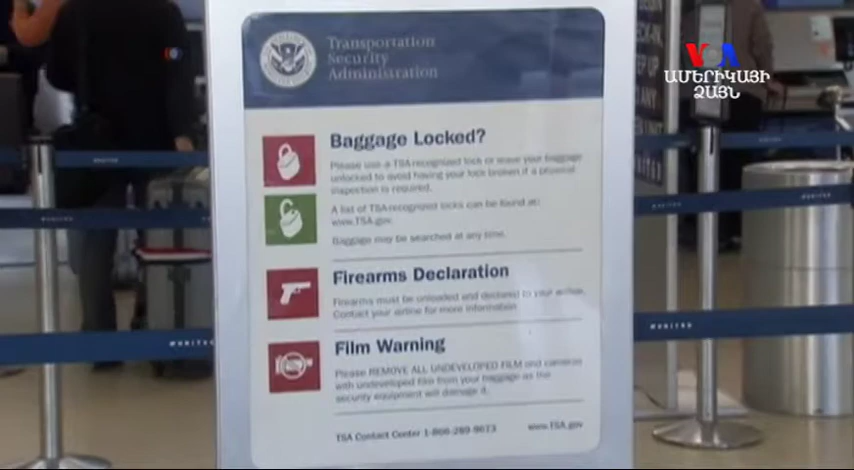 Transportation
Security
Administration
VOA
ԱՄԵՐԻԿԱՅԻ
ՁԱՅՆ
Baggage Locked?
Please use a TSA recognized lock or leave your baggage
unlocked to avoid having your lock broken if a physical
inspection is required.
A list of TSA recognized locks can be found at:
www.TSA.gov
Baggage may be searched at any time.
Firearms Declaration
Firearms must be unloaded and declared to your airline.
Contact your airline for more information
Film Warning
Please REMOVE ALL UNDEVELOPED FILM and cameras
with undeveloped film from your baggage as the
security equipment will damage it.
TSA Contact Center 1-866-289-9673 www.TSA.gov
UNITED